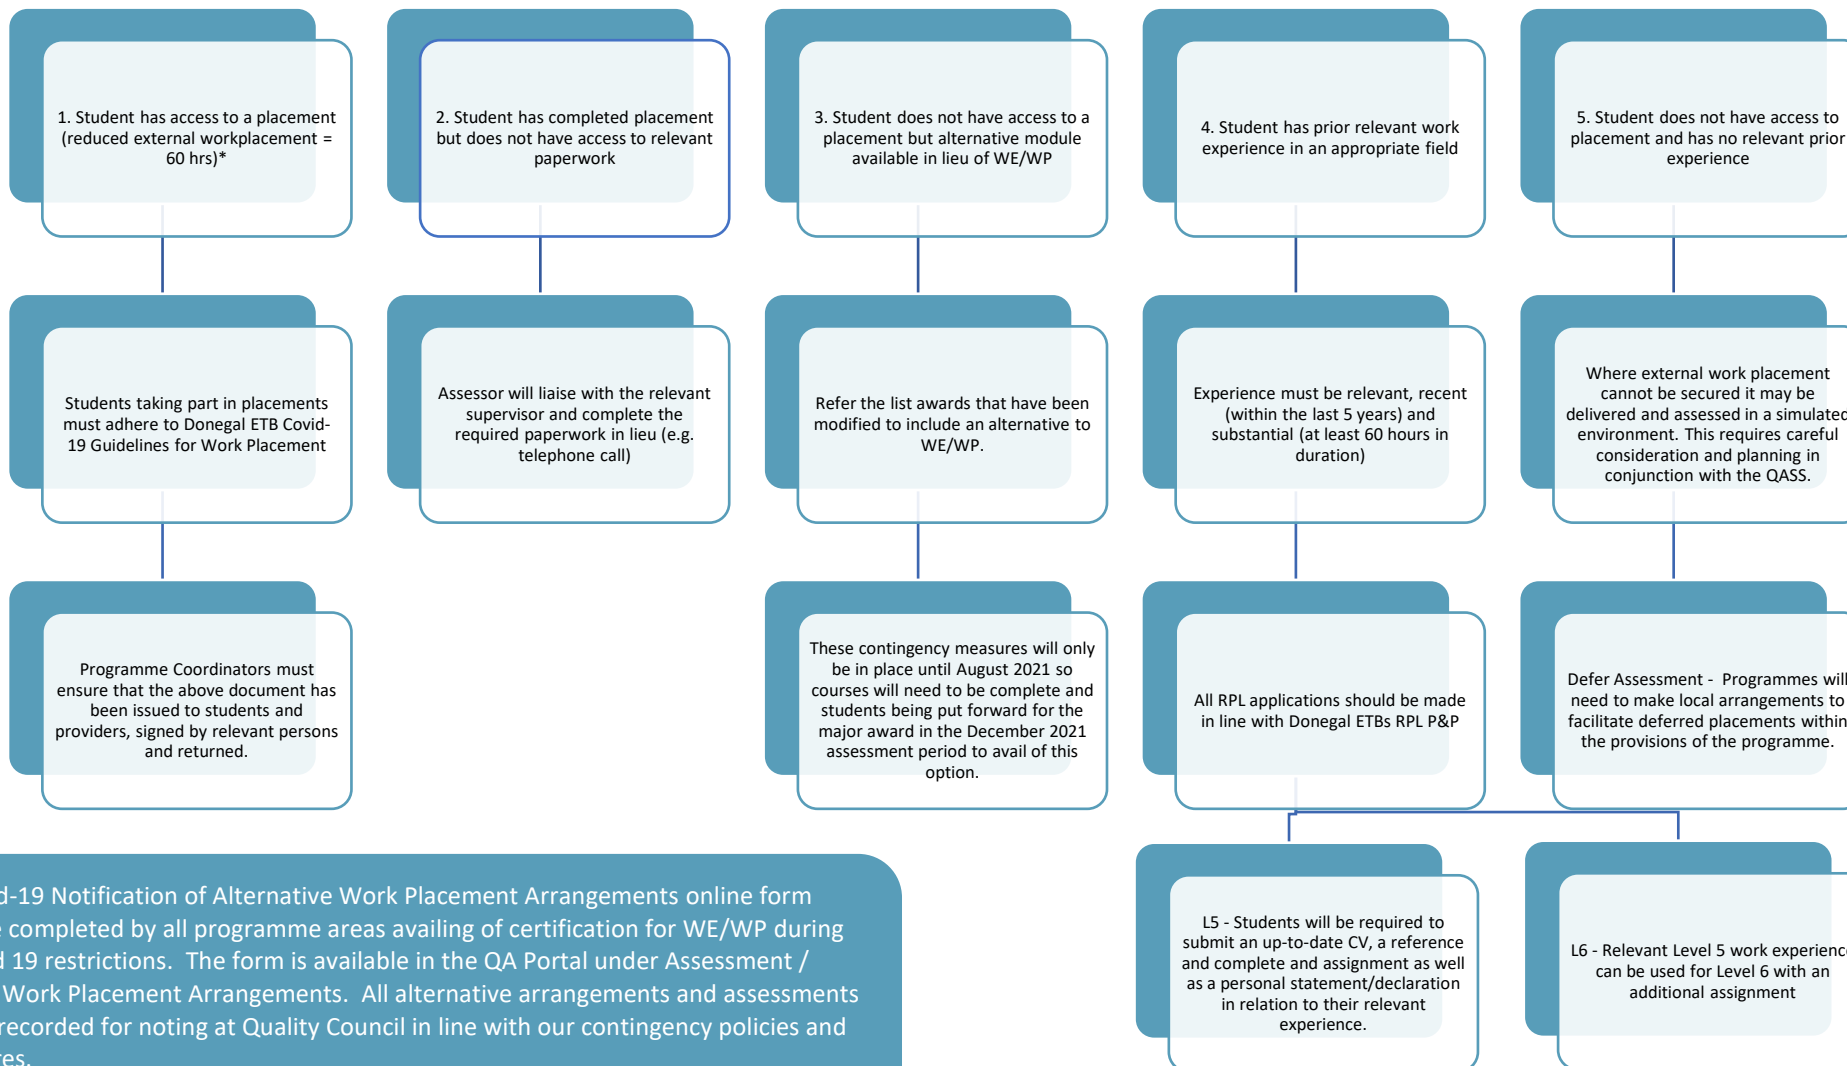 1. Student has access to a placement
(reduced external workplacement =
60 hrs)*
2. Student has completed placement
but does not have access to relevant
paperwork
3. Student does not have access to a
placement but alternative module
available in lieu of WE/WP
4. Student has prior relevant work
experience in an appropriate field
5. Student does not have access to
placement and has no relevant prior
experience
Students taking part in placements
must adhere to Donegal ETB Covid-
19 Guidelines for Work Placement
Assessor will liaise with the relevant
supervisor and complete the
required paperwork in lieu (e.g.
telephone call)
Refer the list awards that have been
modified to include an alternative to
WE/WP.
Experience must be relevant, recent
(within the last 5 years) and
substantial (at least 60 hours in
duration)
Where external work placement
cannot be secured it may be
delivered and assessed in a simulated
environment. This requires careful
consideration and planning in
conjunction with the QASS.
Programme Coordinators must
ensure that the above document has
been issued to students and
providers, signed by relevant persons
and returned.
These contingency measures will only
be in place until August 2021 so
courses will need to be complete and
students being put forward for the
major award in the December 2021
assessment period to avail of this
option.
All RPL applications should be made
in line with Donegal ETBs RPL P&P
Defer Assessment - Programmes will
need to make local arrangements to
facilitate deferred placements within
the provisions of the programme.
L5 - Students will be required to
submit an up-to-date CV, a reference
and complete and assignment as well
as a personal statement/declaration
in relation to their relevant
experience.
L6 - Relevant Level 5 work experience
can be used for Level 6 with an
additional assignment
d-19 Notification of Alternative Work Placement Arrangements online form
completed by all programme areas availing of certification for WE/WP during
19 restrictions. The form is available in the QA Portal under Assessment /
Work Placement Arrangements. All alternative arrangements and assessments
recorded for noting at Quality Council in line with our contingency policies and